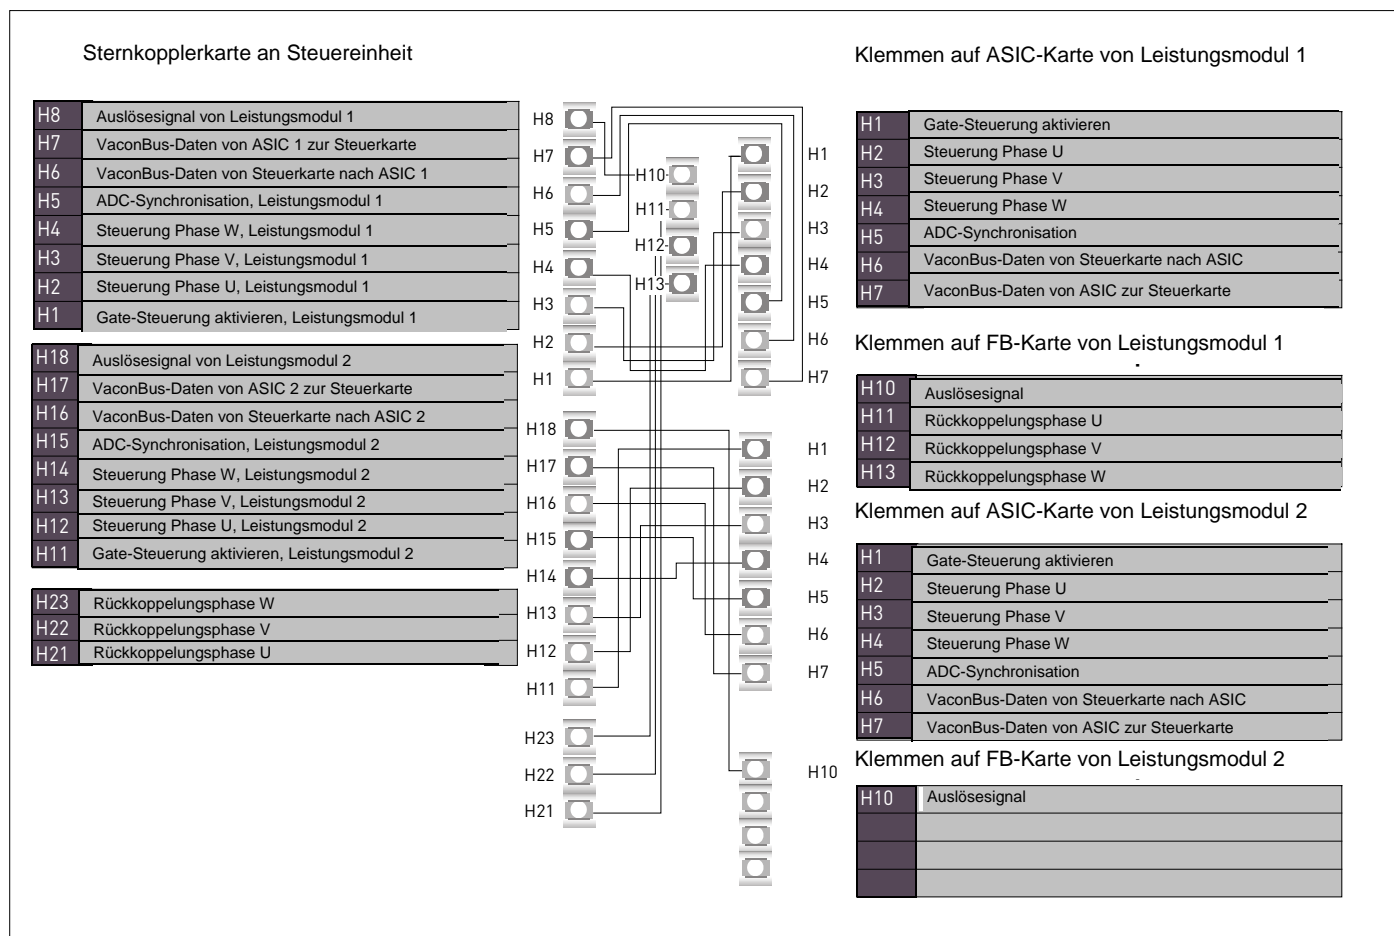 Sternkopplerkarte an Steuereinheit
H8 Auslösesignal von Leistungsmodul 1
H7 VaconBus-Daten von ASIC 1 zur Steuerkarte
H6 VaconBus-Daten von Steuerkarte nach ASIC 1
H5 ADC-Synchronisation, Leistungsmodul 1
H4 Steuerung Phase W, Leistungsmodul 1
H3 Steuerung Phase V, Leistungsmodul 1
H2 Steuerung Phase U, Leistungsmodul 1
H1 Gate-Steuerung aktivieren, Leistungsmodul 1
H18 Auslösesignal von Leistungsmodul 2
H17 VaconBus-Daten von ASIC 2 zur Steuerkarte
H16 VaconBus-Daten von Steuerkarte nach ASIC 2
H15 ADC-Synchronisation, Leistungsmodul 2
H14 Steuerung Phase W, Leistungsmodul 2
H13 Steuerung Phase V, Leistungsmodul 2
H12 Steuerung Phase U, Leistungsmodul 2
H11 Gate-Steuerung aktivieren, Leistungsmodul 2
H23 Rückkoppelungsphase W
H22 Rückkoppelungsphase V
H21 Rückkoppelungsphase U
H8
H7
H6
H5
H4
H3
H2
H1
H18
H17
H16
H15
H14
H13
H12
H11
H23
H22
H21
H10
H11
H12
H13
H1
H2
H3
H4
H5
H6
H7
H1
H2
H3
H4
H5
H6
H7
H10
Klemmen auf ASIC-Karte von Leistungsmodul 1
H1 Gate-Steuerung aktivieren
H2 Steuerung Phase U
H3 Steuerung Phase V
H4 Steuerung Phase W
H5 ADC-Synchronisation
H6 VaconBus-Daten von Steuerkarte nach ASIC
H7 VaconBus-Daten von ASIC zur Steuerkarte
Klemmen auf FB-Karte von Leistungsmodul 1
H10 Auslösesignal
H11 Rückkoppelungsphase U
H12 Rückkoppelungsphase V
H13 Rückkoppelungsphase W
Klemmen auf ASIC-Karte von Leistungsmodul 2
H1 Gate-Steuerung aktivieren
H2 Steuerung Phase U
H3 Steuerung Phase V
H4 Steuerung Phase W
H5 ADC-Synchronisation
H6 VaconBus-Daten von Steuerkarte nach ASIC
H7 VaconBus-Daten von ASIC zur Steuerkarte
Klemmen auf FB-Karte von Leistungsmodul 2
H10 Auslösesignal